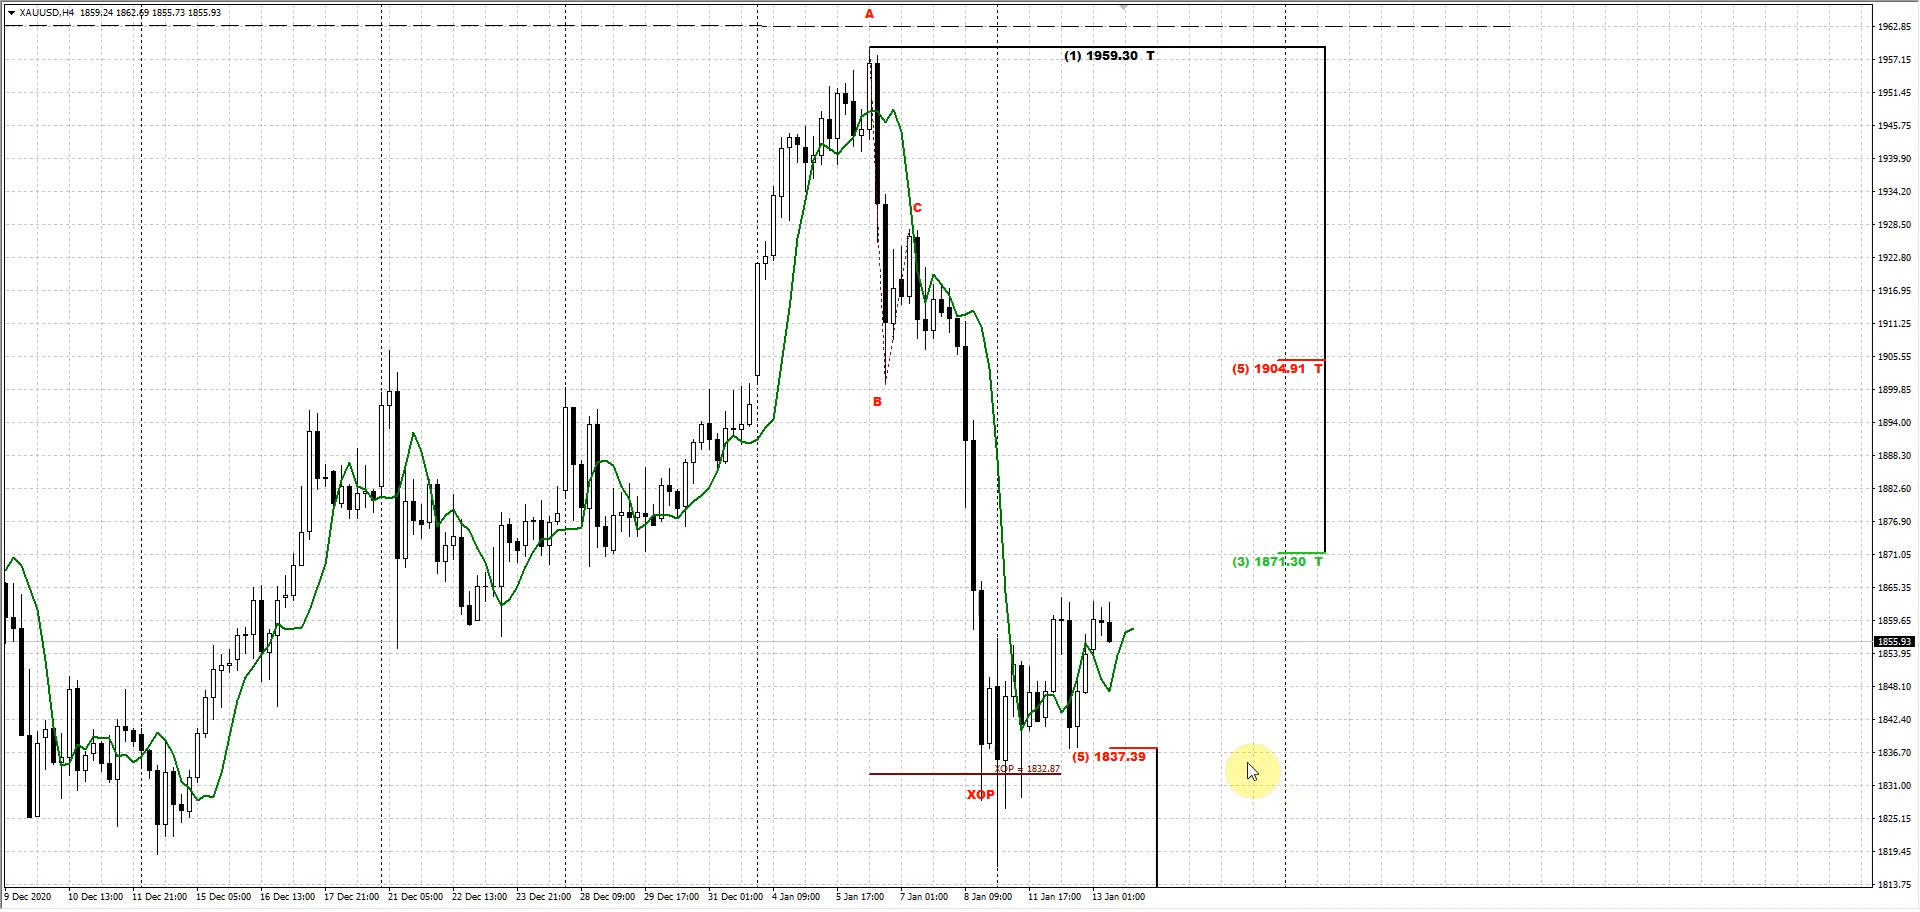 XAUUSD,H4 1859.24 1862.69 1855.73 1855.93
A
1962.85
(1) 1959.30 T
1957.15
1951.45
1945.75
1939.90
1934.20
C
1928.50
1922.80
1916.95
1911.25
1905.55
(5) 1904.91 T
1899.85
B
1894.00
1888.30
1882.60
1876.90
1871.05
(3) 1871.30 T
1865.35
1859.65
1855.93
1853.95
1848.10
1842.40
1836.70
(5) 1837.39
XOP = 1832.87
1831.00
XOP
1825.15
1819.45
1813.75
9 Dec 2020 10 Dec 13:00 11 Dec 21:00 15 Dec 05:00 16 Dec 13:00 17 Dec 21:00 21 Dec 05:00 22 Dec 13:00 23 Dec 21:00 28 Dec 09:00 29 Dec 17:00 31 Dec 01:00 4 Jan 09:00 5 Jan 17:00 7 Jan 01:00 8 Jan 09:00 11 Jan 17:00 13 Jan 01:00